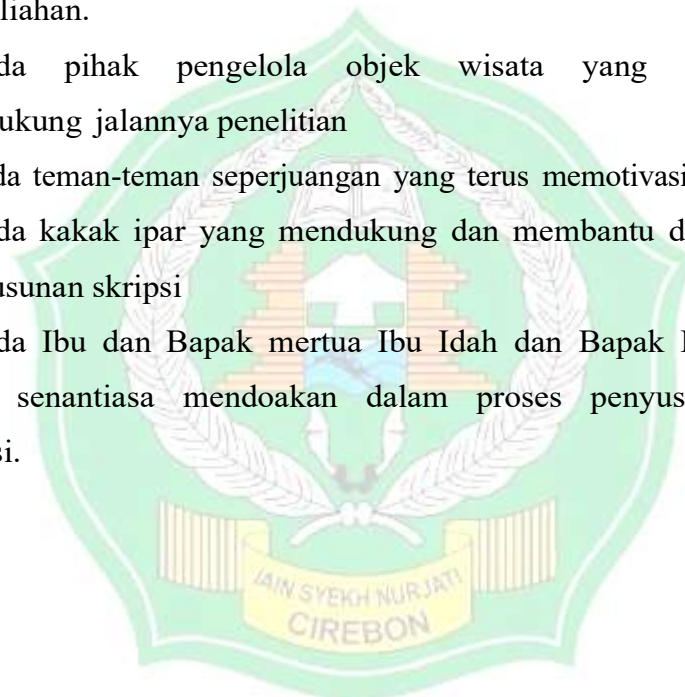 liahan.
da pihak pengelola objek wisata yang
ukung jalannya penelitian
da teman-teman seperjuangan yang terus memotivasi
da kakak ipar yang mendukung dan membantu d
usunan skripsi
da Ibu dan Bapak mertua Ibu Idah dan Bapak
senantiasa mendoakan dalam proses penyus
si.
IAIN SYEKH NURJATI
CIREBON